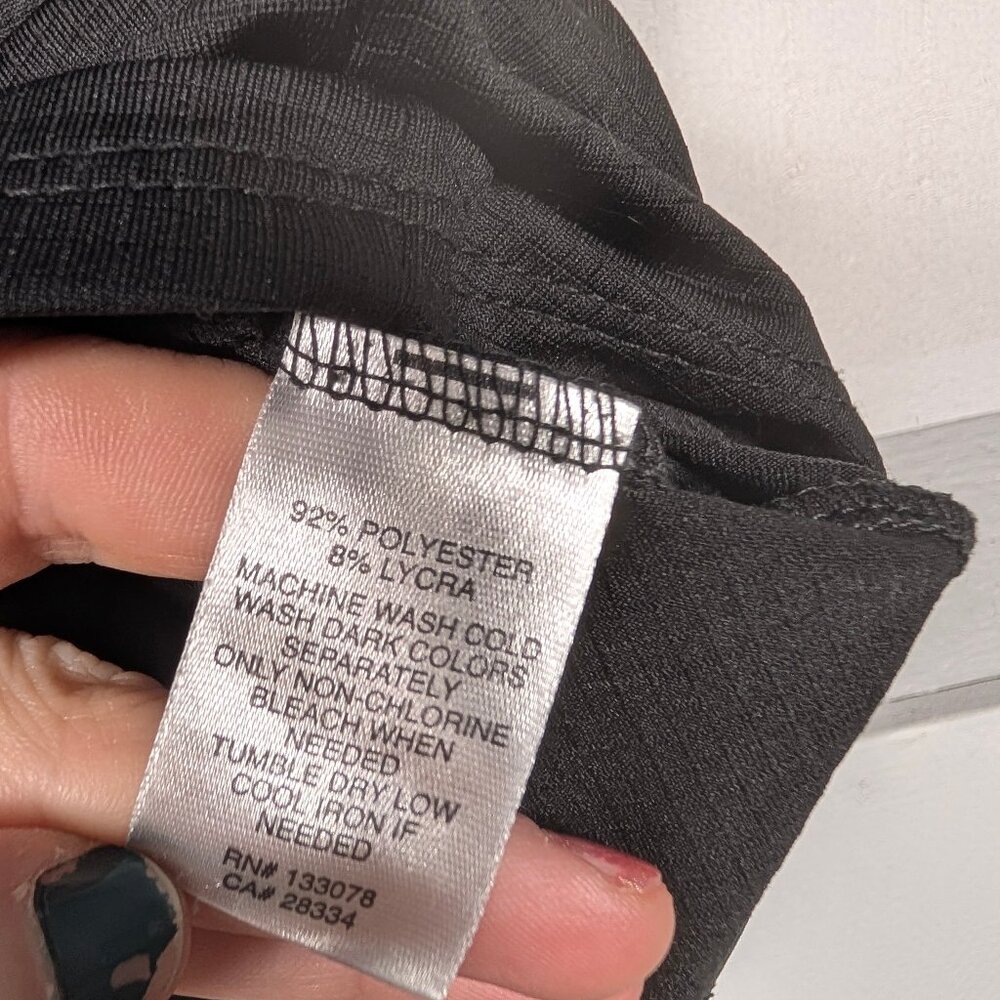 92% POLYESTER
8% LYCRA
MACHINE WASH COLD
WASH DARK COLORS
SEPARATELY
ONLY NON-CHLORINE
BLEACH WHEN
NEEDED
TUMBLE DRY LOW
COOL IRON IF
NEEDED
RN# 133078
CA# 28334